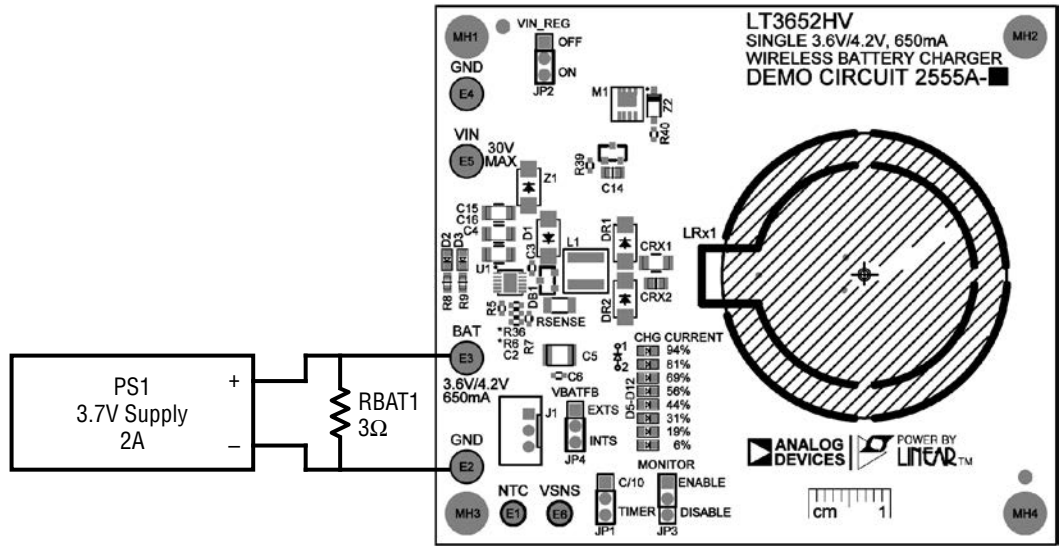 LT3652HV
SINGLE 3.6V/4.2V, 650mA
WIRELESS BATTERY CHARGER
DEMO CIRCUIT 2555A-
MH1
MH2
VIN_REG
OFF
ON
JP2
GND
E4
M1
Z2
R40
VIN
E5
30V
MAX
R39
C14
Z1
C15
C16
C4
D1
C3
L1
DR1
CRX1
LRx1
D2
D3
U1
DB1
DR2
CRX2
R8
R9
R5
*R36
*R6
C2
R7
RSENSE
BAT
E3
3.6V/4.2V
650mA
C5
C6
1
2
CHG CURRENT
94%
81%
69%
56%
44%
31%
19%
6%
D5-D12
VBATFB
EXTS
INTS
JP4
J1
GND
E2
MONITOR
ENABLE
DISABLE
JP3
C/10
TIMER
JP1
NTC
VSNS
E1
E6
MH3
MH4
ANALOG
DEVICES
POWER BY
LINEAR TM
cm 1
PS1
3.7V Supply
2A
+
–
RBAT1
3Ω